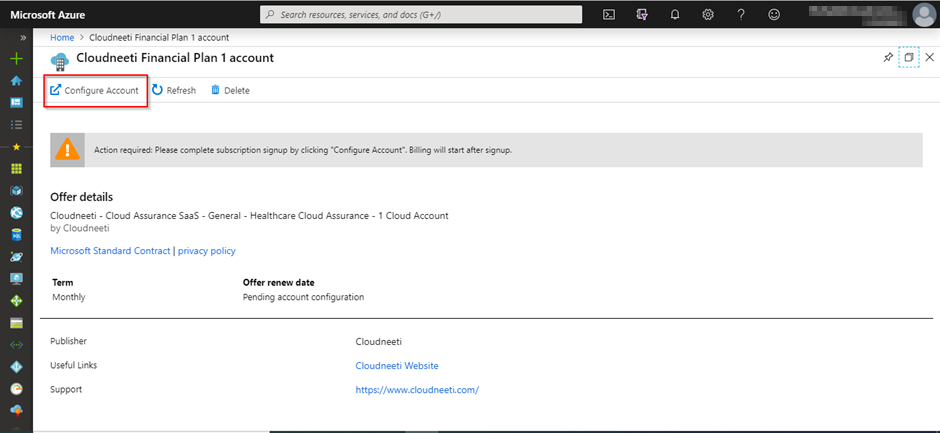 Microsoft Azure
Search resources, services, and docs (G+/)
Home > Cloudneeti Financial Plan 1 account
Cloudneeti Financial Plan 1 account
Configure Account Refresh Delete
Action required: Please complete subscription signup by clicking "Configure Account". Billing will start after signup.
Offer details
Cloudneeti - Cloud Assurance SaaS - General - Healthcare Cloud Assurance - 1 Cloud Account
by Cloudneeti
Microsoft Standard Contract | privacy policy
Term Offer renew date
Monthly Pending account configuration
Publisher Cloudneeti
Useful Links Cloudneeti Website
Support https://www.cloudneeti.com/